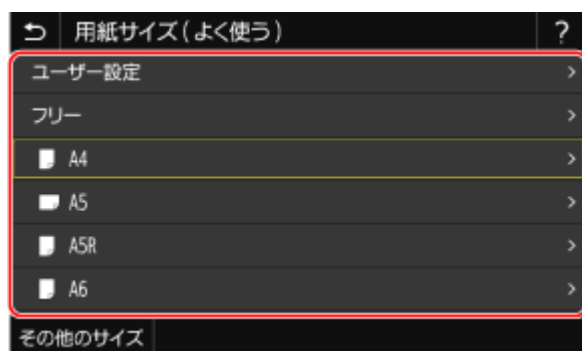 用紙サイズ(よく使う) ?
ユーザー設定 >
フリー >
A4 >
A5 >
A5R >
A6 >
その他のサイズ